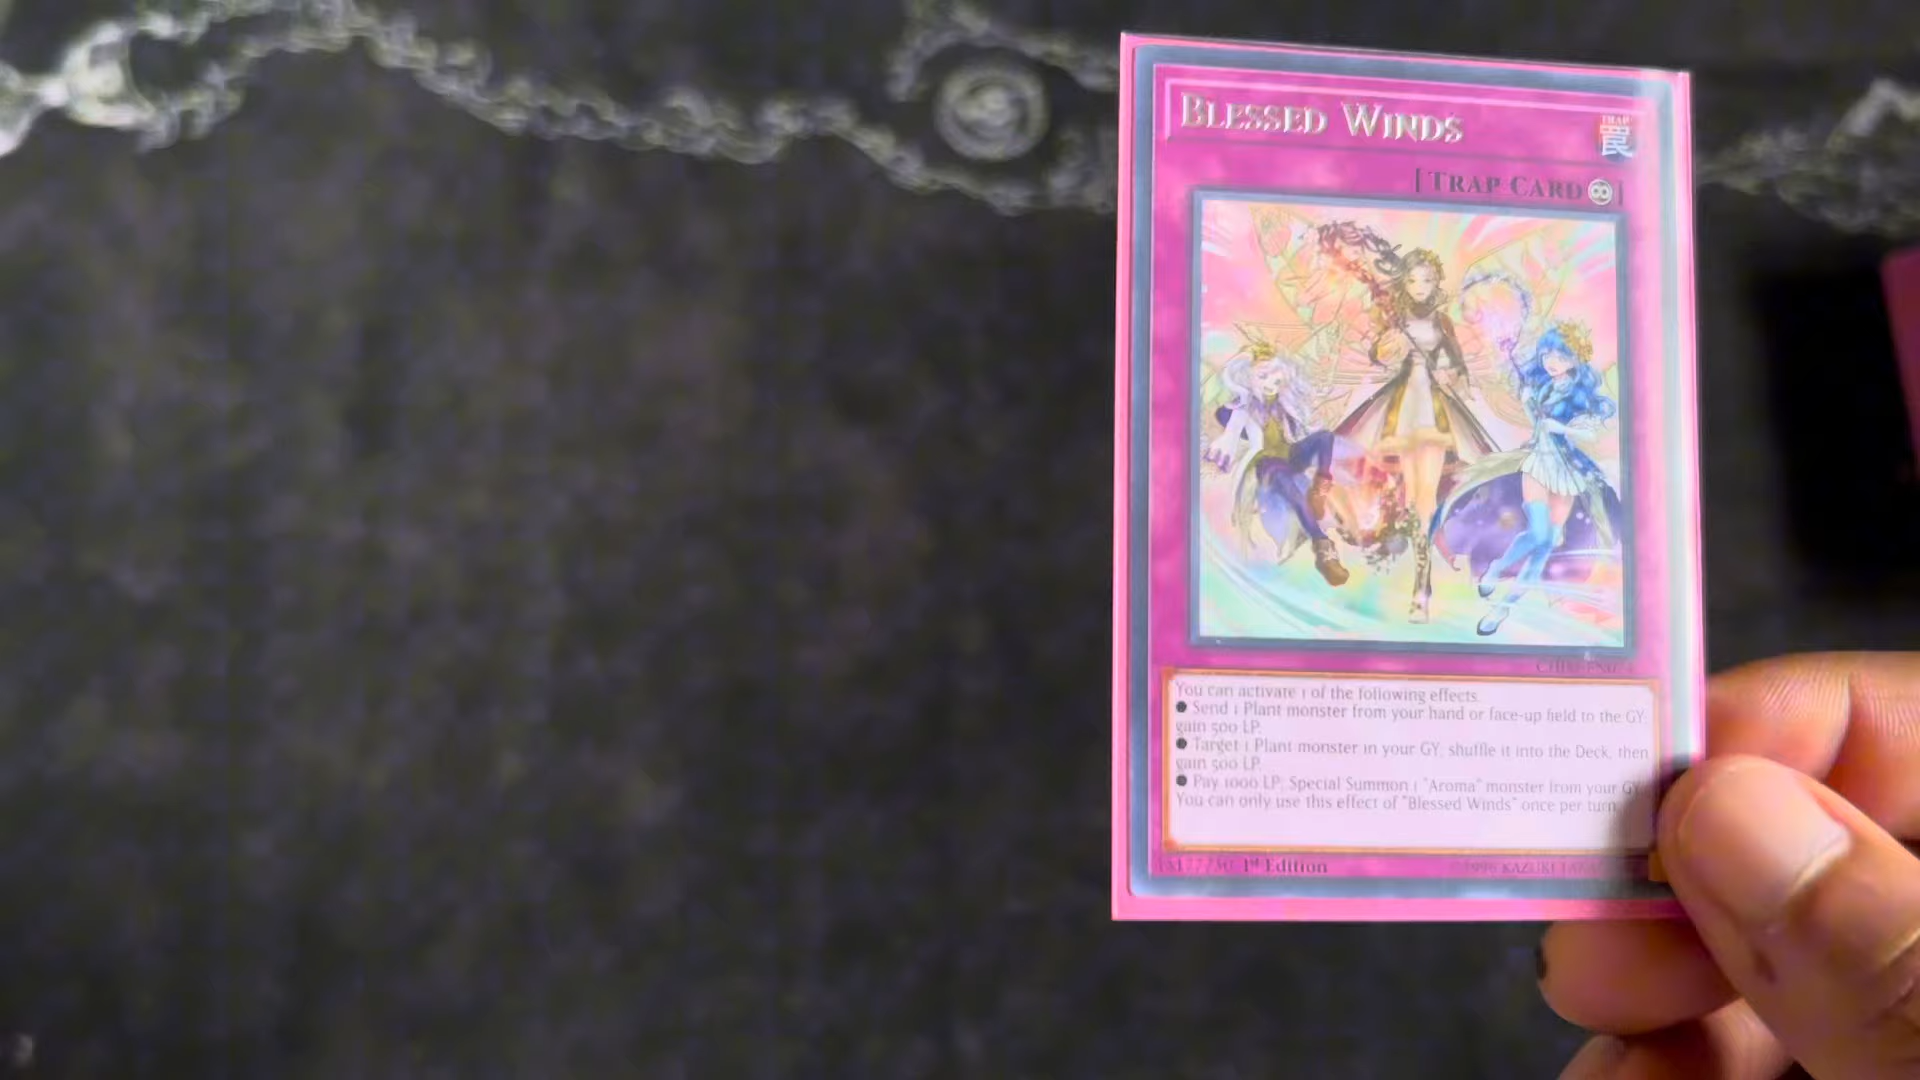 BLESSED WINDS
TRAP
罠
[TRAP CARD ]
You can activate 1 of the following effects.
● Send 1 Plant monster from your hand or face-up field to the GY;
gain 500 LP.
● Target 1 Plant monster in your GY; shuffle it into the Deck, then
gain 500 LP.
● Pay 1000 LP; Special Summon 1 "Aroma" monster from your GY.
You can only use this effect of "Blessed Winds" once per turn.
1st Edition
©1996 KAZUKI